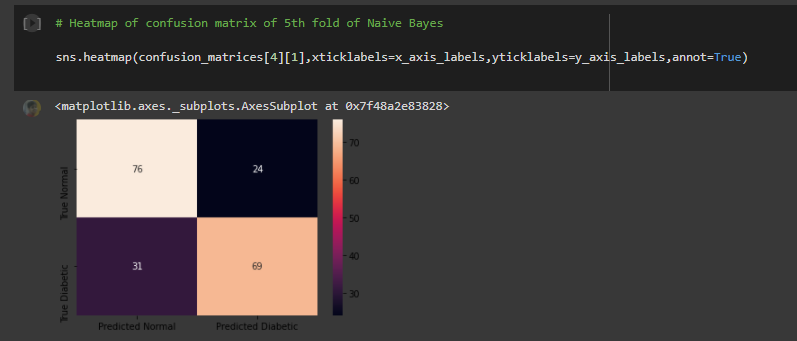 # Heatmap of confusion matrix of 5th fold of Naive Bayes
sns.heatmap(confusion_matrices[4][1],xticklabels=x_axis_labels,yticklabels=y_axis_labels,annot=True)
<matplotlib.axes._subplots.AxesSubplot at 0x7f48a2e83828>
True Normal
76
24
True Diabetic
31
69
Predicted Normal
Predicted Diabetic
70
60
50
40
30